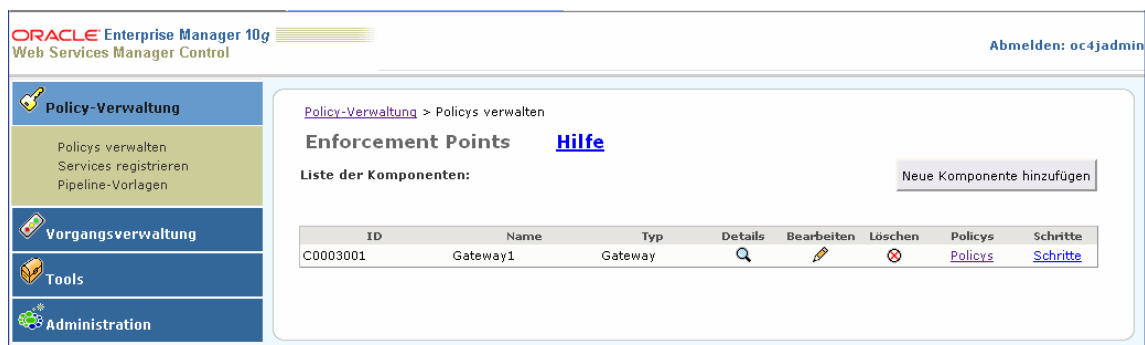 ORACLE Enterprise Manager 10g
Web Services Manager Control
Abmelden: oc4jadmin
Policy-Verwaltung
Policys verwalten
Services registrieren
Pipeline-Vorlagen
Vorgangsverwaltung
Tools
Administration
Policy-Verwaltung > Policys verwalten
Enforcement Points Hilfe
Liste der Komponenten:
Neue Komponente hinzufügen
ID Name Typ Details Bearbeiten Löschen Policys Schritte
C0003001 Gateway1 Gateway Policys Schritte